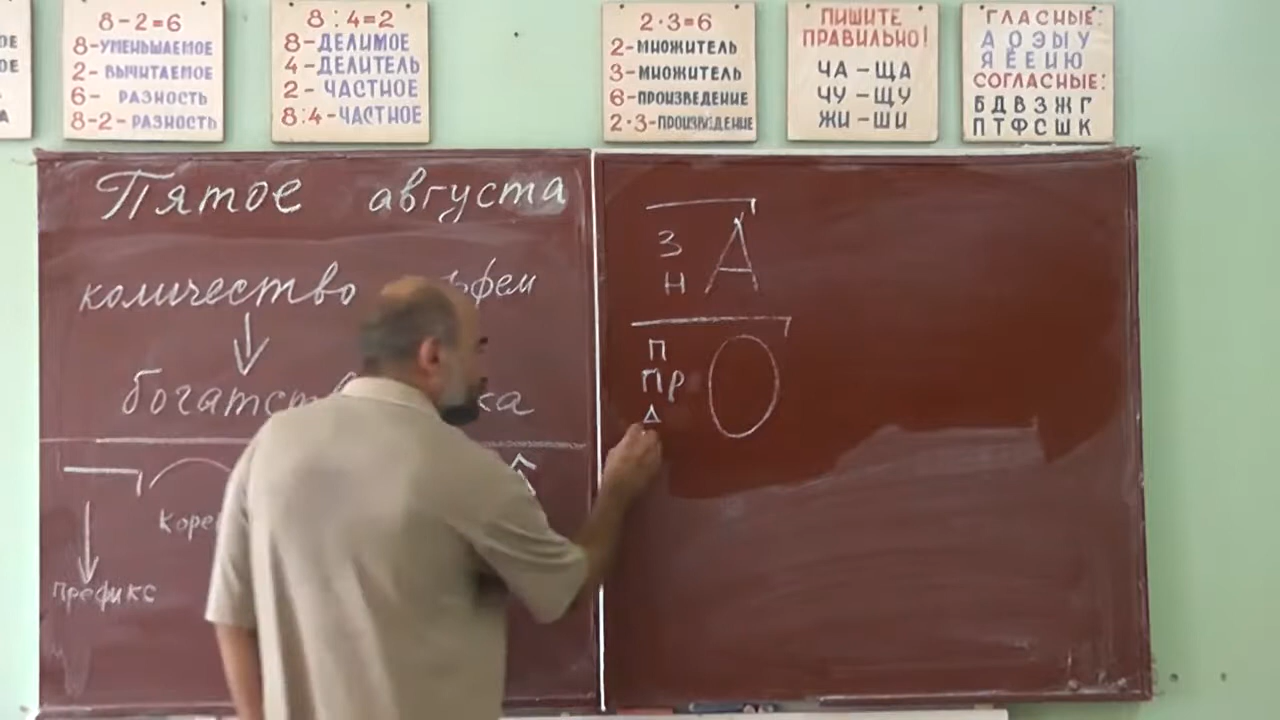 8-2=6
8-УМЕНЬШАЕМОЕ
2- ВЫЧИТАЕМОЕ
6- РАЗНОСТЬ
8-2- РАЗНОСТЬ
8:4=2
8-ДЕЛИМОЕ
4-ДЕЛИТЕЛЬ
2- ЧАСТНОЕ
8:4-ЧАСТНОЕ
2·3=6
2-МНОЖИТЕЛЬ
3-МНОЖИТЕЛЬ
6-ПРОИЗВЕДЕНИЕ
2·3-ПРОИЗВЕДЕНИЕ
ПИШИТЕ
ПРАВИЛЬНО!
ЧА-ЩА
ЧУ-ЩУ
ЖИ-ШИ
ГЛАСНЫЕ:
А О Э Ы У
Я Ё Е И Ю
СОГЛАСНЫЕ:
Б Д В З Ж Г
П Т Ф С Ш К
Пятое августа
количество
префикс
З
Н
А
П
Пр
Д
О